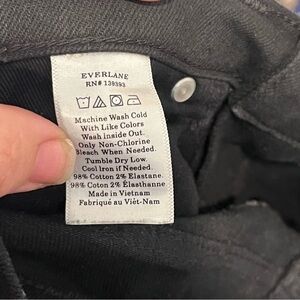 EVERLANE
RN# 139393
Machine Wash Cold
With Like Colors
Wash inside Out.
Only Non-Chlorine
Bleach When Needed.
Tumble Dry Low.
Cool Iron if Needed.
98% Cotton 2% Elastane.
98% Coton 2% Élasthanne
Made in Vietnam
Fabriqué au Viêt-Nam